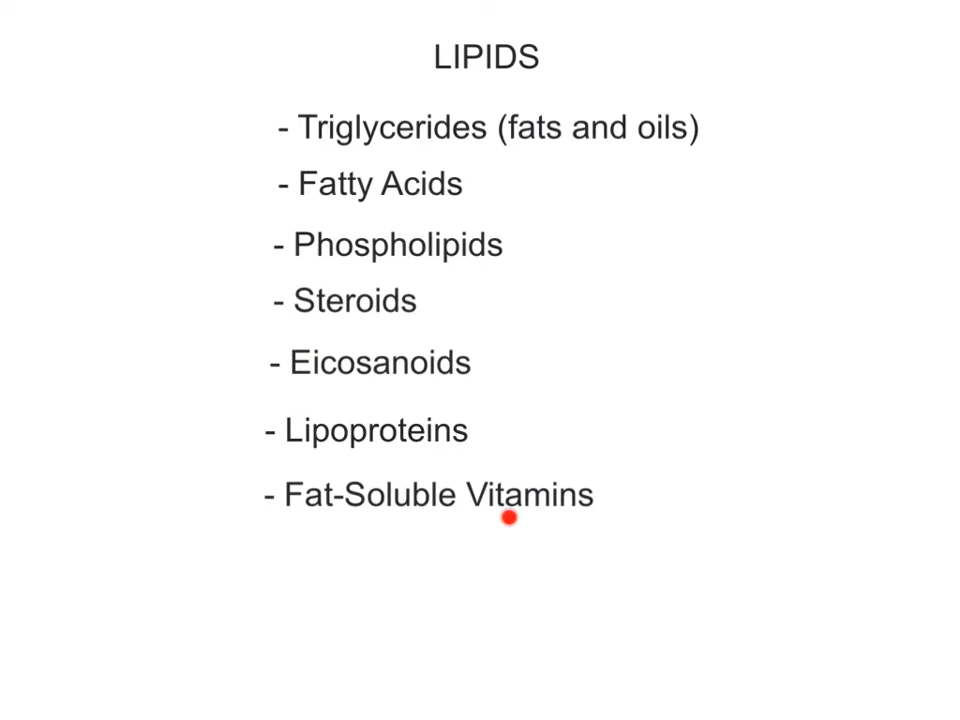 LIPIDS
- Triglycerides (fats and oils)
- Fatty Acids
- Phospholipids
- Steroids
- Eicosanoids
- Lipoproteins
- Fat-Soluble Vitamins